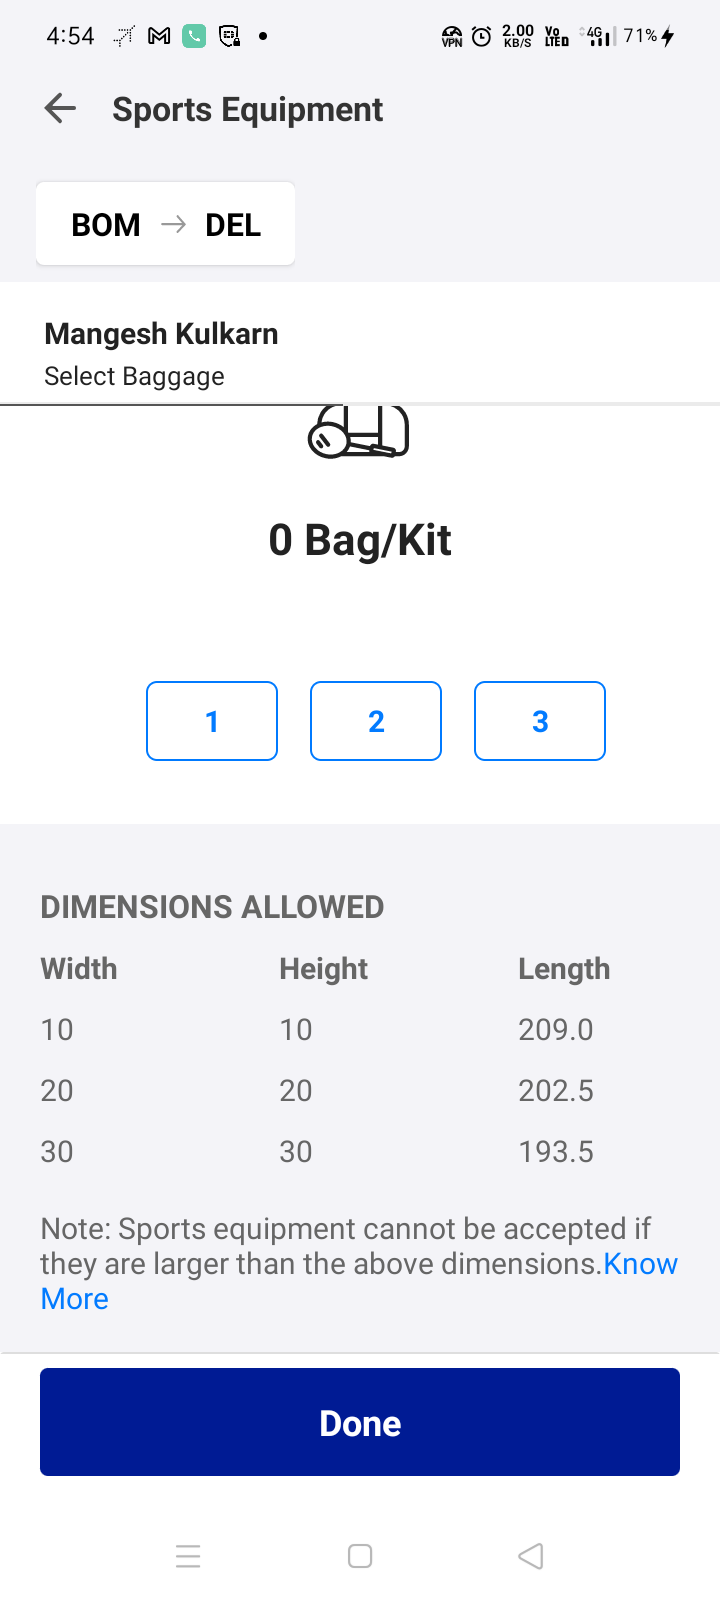 4:54
VPN 2.00 KB/S Vo LTE D 4G 71%
Sports Equipment
BOM → DEL
Mangesh Kulkarn
Select Baggage
0 Bag/Kit
1 2 3
DIMENSIONS ALLOWED
Width Height Length
10 10 209.0
20 20 202.5
30 30 193.5
Note: Sports equipment cannot be accepted if
they are larger than the above dimensions.Know
More
Done